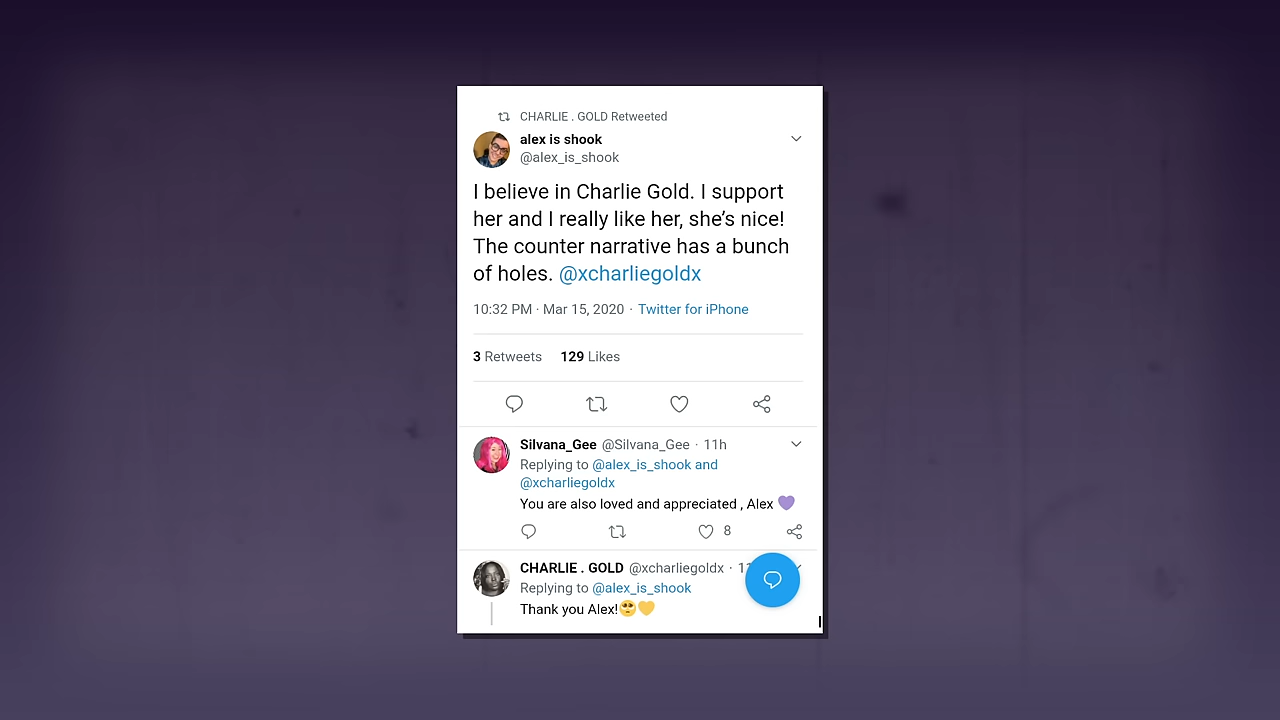 CHARLIE . GOLD Retweeted
alex is shook
@alex_is_shook
I believe in Charlie Gold. I support
her and I really like her, she’s nice!
The counter narrative has a bunch
of holes. @xcharliegoldx
10:32 PM · Mar 15, 2020 · Twitter for iPhone
3 Retweets 129 Likes
Silvana_Gee @Silvana_Gee · 11h
Replying to @alex_is_shook and
@xcharliegoldx
You are also loved and appreciated , Alex 💜
8
CHARLIE . GOLD @xcharliegoldx ·
Replying to @alex_is_shook
Thank you Alex!🥺💛